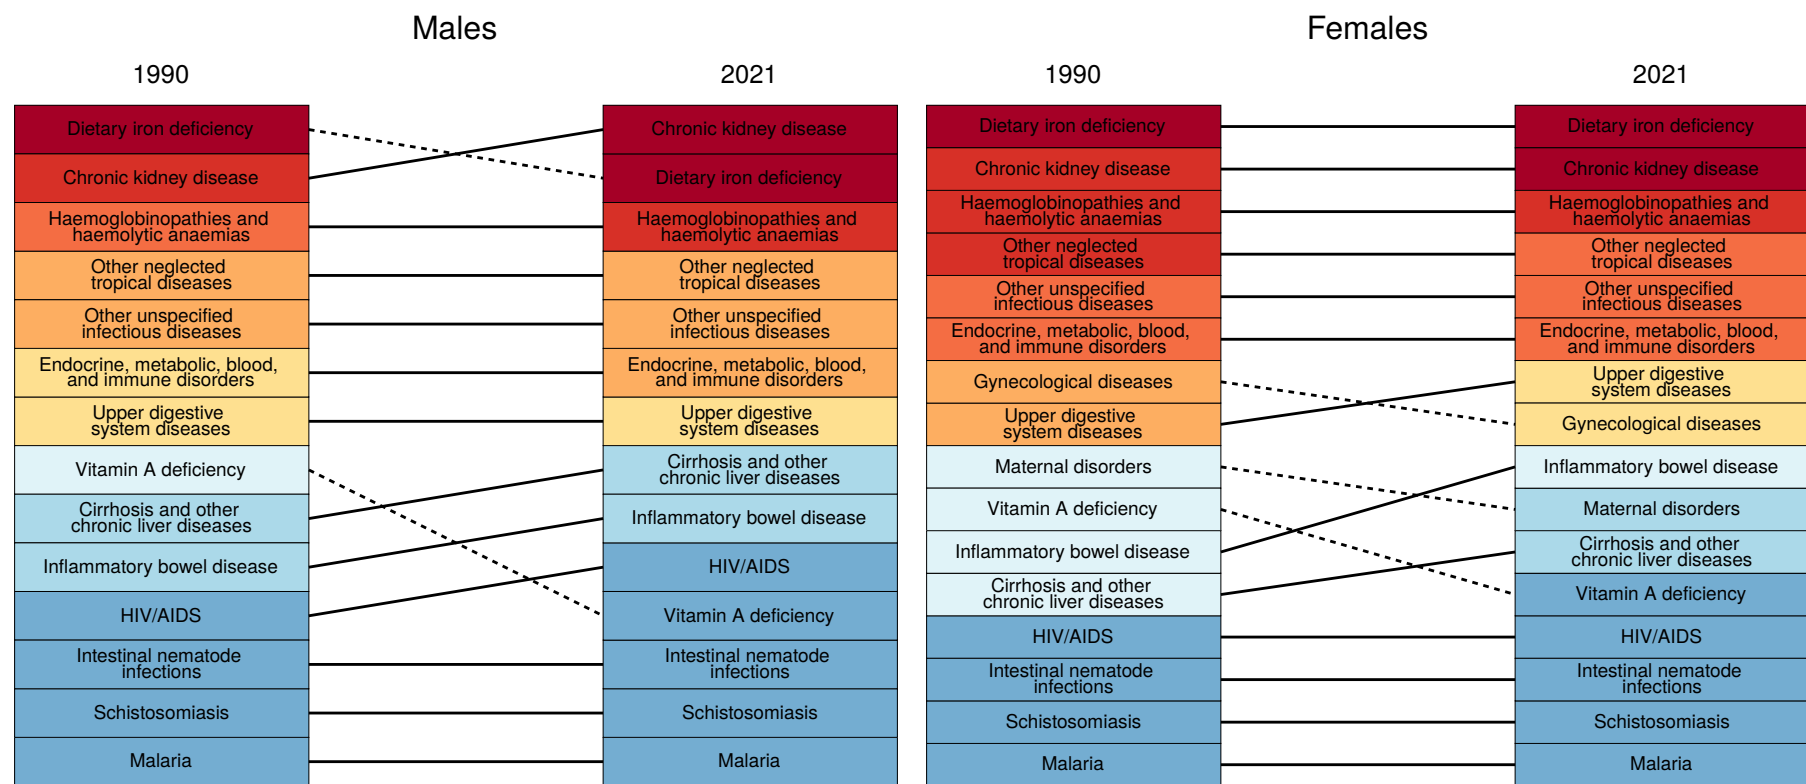 Males
1990
2021
Dietary iron deficiency
Chronic kidney disease
Haemoglobinopathies and
haemolytic anaemias
Other neglected
tropical diseases
Other unspecified
infectious diseases
Endocrine, metabolic, blood,
and immune disorders
Upper digestive
system diseases
Vitamin A deficiency
Cirrhosis and other
chronic liver diseases
Inflammatory bowel disease
HIV/AIDS
Intestinal nematode
infections
Schistosomiasis
Malaria
Chronic kidney disease
Dietary iron deficiency
Haemoglobinopathies and
haemolytic anaemias
Other neglected
tropical diseases
Other unspecified
infectious diseases
Endocrine, metabolic, blood,
and immune disorders
Upper digestive
system diseases
Cirrhosis and other
chronic liver diseases
Inflammatory bowel disease
HIV/AIDS
Vitamin A deficiency
Intestinal nematode
infections
Schistosomiasis
Malaria
Females
1990
2021
Dietary iron deficiency
Chronic kidney disease
Haemoglobinopathies and
haemolytic anaemias
Other neglected
tropical diseases
Other unspecified
infectious diseases
Endocrine, metabolic, blood,
and immune disorders
Gynecological diseases
Upper digestive
system diseases
Maternal disorders
Vitamin A deficiency
Inflammatory bowel disease
Cirrhosis and other
chronic liver diseases
HIV/AIDS
Intestinal nematode
infections
Schistosomiasis
Malaria
Dietary iron deficiency
Chronic kidney disease
Haemoglobinopathies and
haemolytic anaemias
Other neglected
tropical diseases
Other unspecified
infectious diseases
Endocrine, metabolic, blood,
and immune disorders
Upper digestive
system diseases
Gynecological diseases
Inflammatory bowel disease
Maternal disorders
Cirrhosis and other
chronic liver diseases
Vitamin A deficiency
HIV/AIDS
Intestinal nematode
infections
Schistosomiasis
Malaria